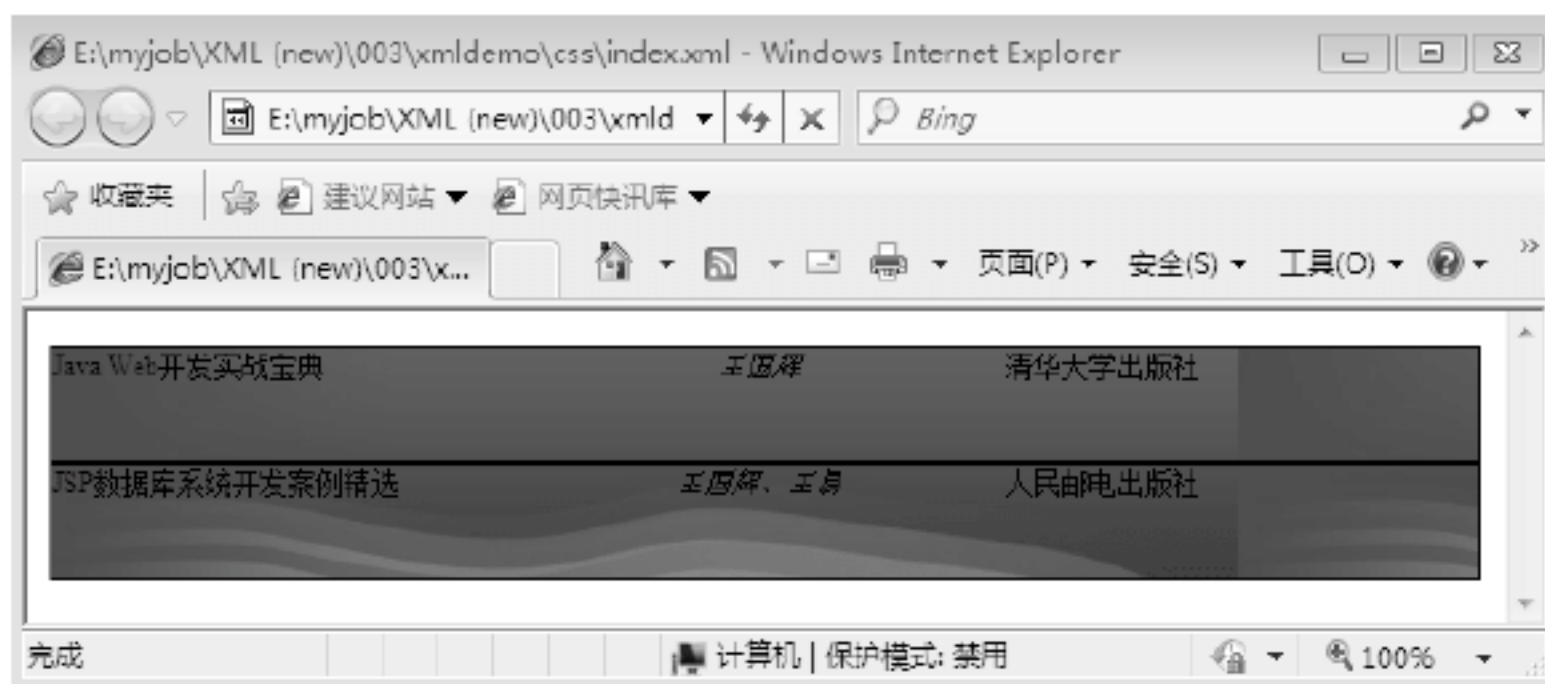 E:\myjob\XML (new)\003\xmldemo\css\index.xml - Windows Internet Explorer
E:\myjob\XML (new)\003\xmld Bing
收藏夹 建议网站 网页快讯库
E:\myjob\XML (new)\003\x... 页面(P) 安全(S) 工具(O) »
Java Web开发实战宝典 王国辉 清华大学出版社
JSP数据库系统开发案例精选 王国辉、王易 人民邮电出版社
完成 计算机 | 保护模式: 禁用 100%